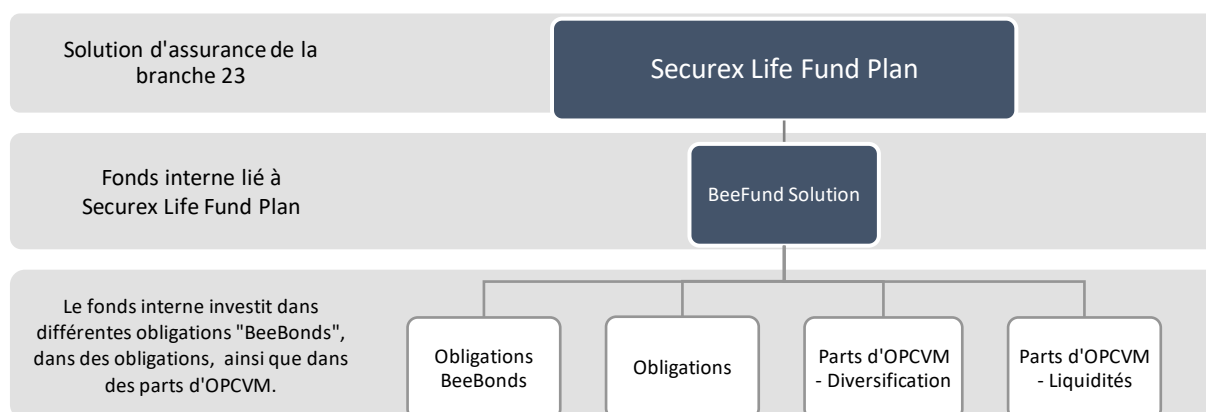 Solution d'assurance de la
branche 23
Securex Life Fund Plan
Fonds interne lié à
Securex Life Fund Plan
BeeFund Solution
Le fonds interne investit dans
différentes obligations "BeeBonds",
dans des obligations, ainsi que dans
des parts d'OPCVM.
Obligations
BeeBonds
Obligations
Parts d'OPCVM
- Diversification
Parts d'OPCVM
- Liquidités